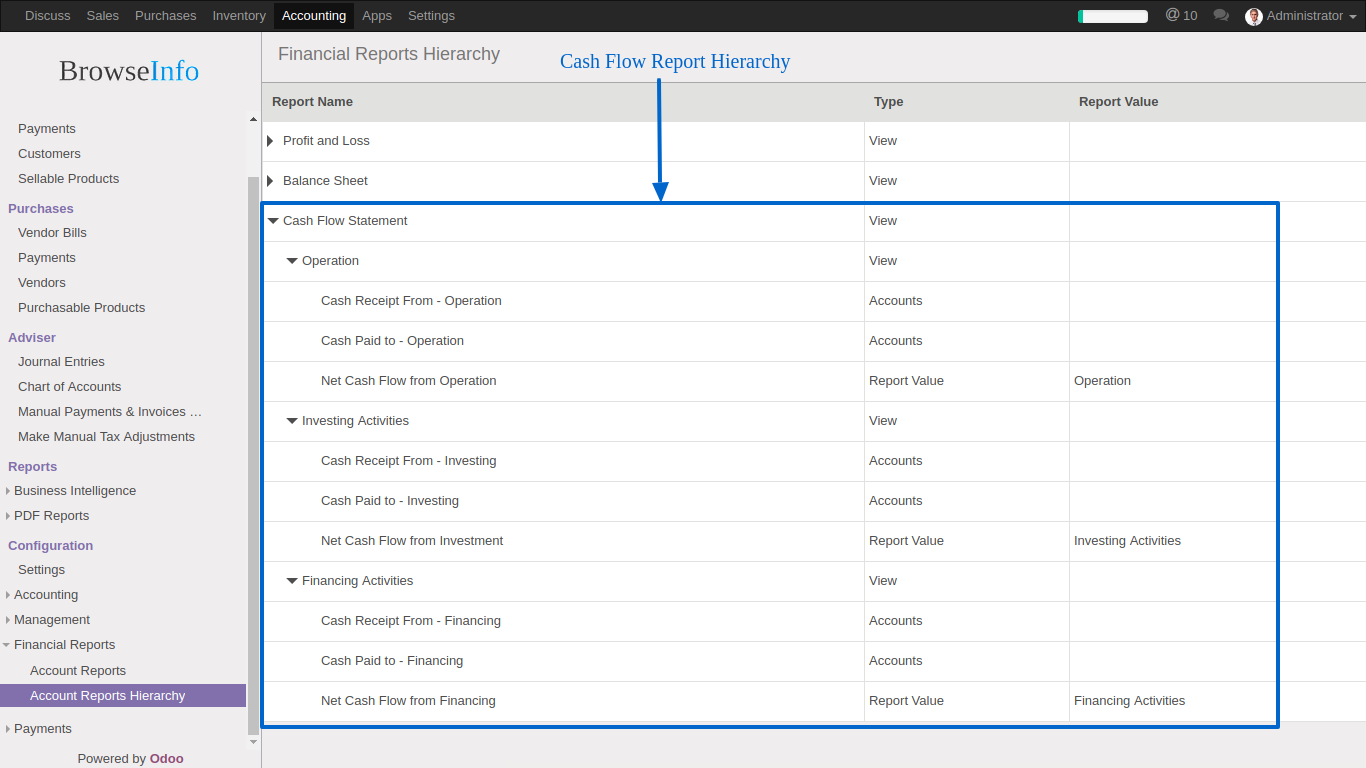 Discuss Sales Purchases Inventory Accounting Apps Settings @ 10 Administrator
BrowseInfo
Payments
Customers
Sellable Products
Purchases
Vendor Bills
Payments
Vendors
Purchasable Products
Adviser
Journal Entries
Chart of Accounts
Manual Payments & Invoices ...
Make Manual Tax Adjustments
Reports
Business Intelligence
PDF Reports
Configuration
Settings
Accounting
Management
Financial Reports
Account Reports
Account Reports Hierarchy
Payments
Powered by Odoo
Financial Reports Hierarchy
Cash Flow Report Hierarchy
Report Name Type Report Value
Profit and Loss View
Balance Sheet View
Cash Flow Statement View
Operation View
Cash Receipt From - Operation Accounts
Cash Paid to - Operation Accounts
Net Cash Flow from Operation Report Value Operation
Investing Activities View
Cash Receipt From - Investing Accounts
Cash Paid to - Investing Accounts
Net Cash Flow from Investment Report Value Investing Activities
Financing Activities View
Cash Receipt From - Financing Accounts
Cash Paid to - Financing Accounts
Net Cash Flow from Financing Report Value Financing Activities